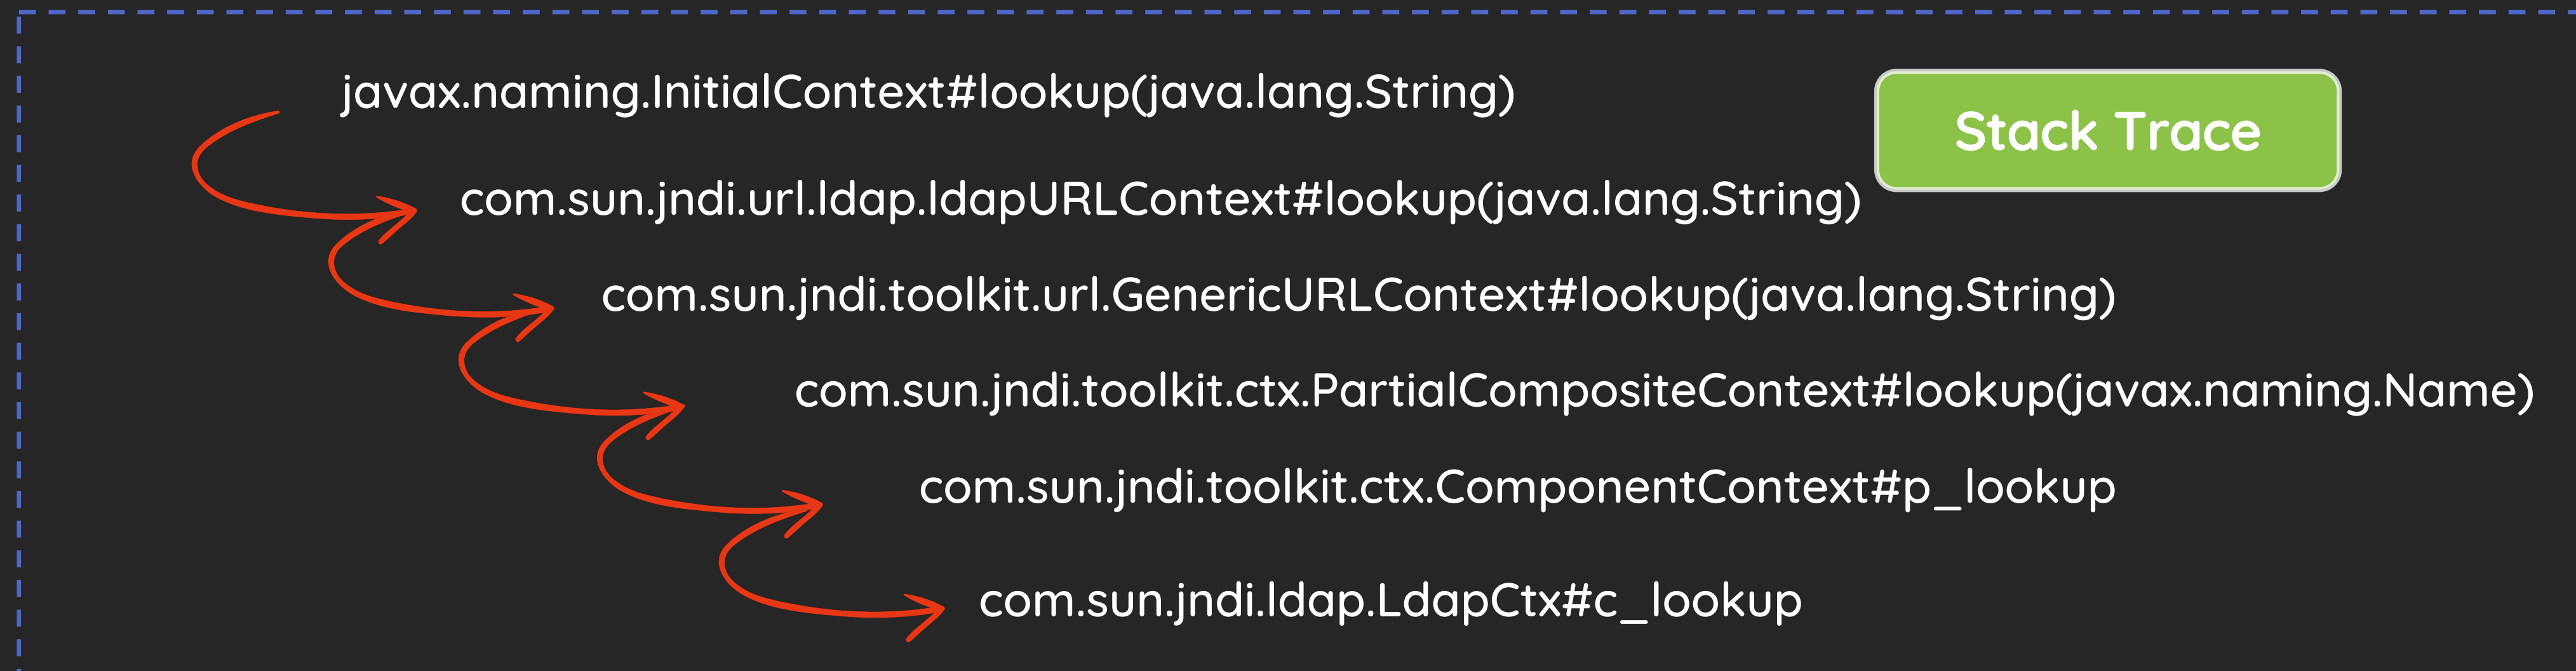 javax.naming.InitialContext#lookup(java.lang.String)
Stack Trace
com.sun.jndi.url.ldap.ldapURLContext#lookup(java.lang.String)
com.sun.jndi.toolkit.url.GenericURLContext#lookup(java.lang.String)
com.sun.jndi.toolkit.ctx.PartialCompositeContext#lookup(javax.naming.Name)
com.sun.jndi.toolkit.ctx.ComponentContext#p_lookup
com.sun.jndi.ldap.LdapCtx#c_lookup